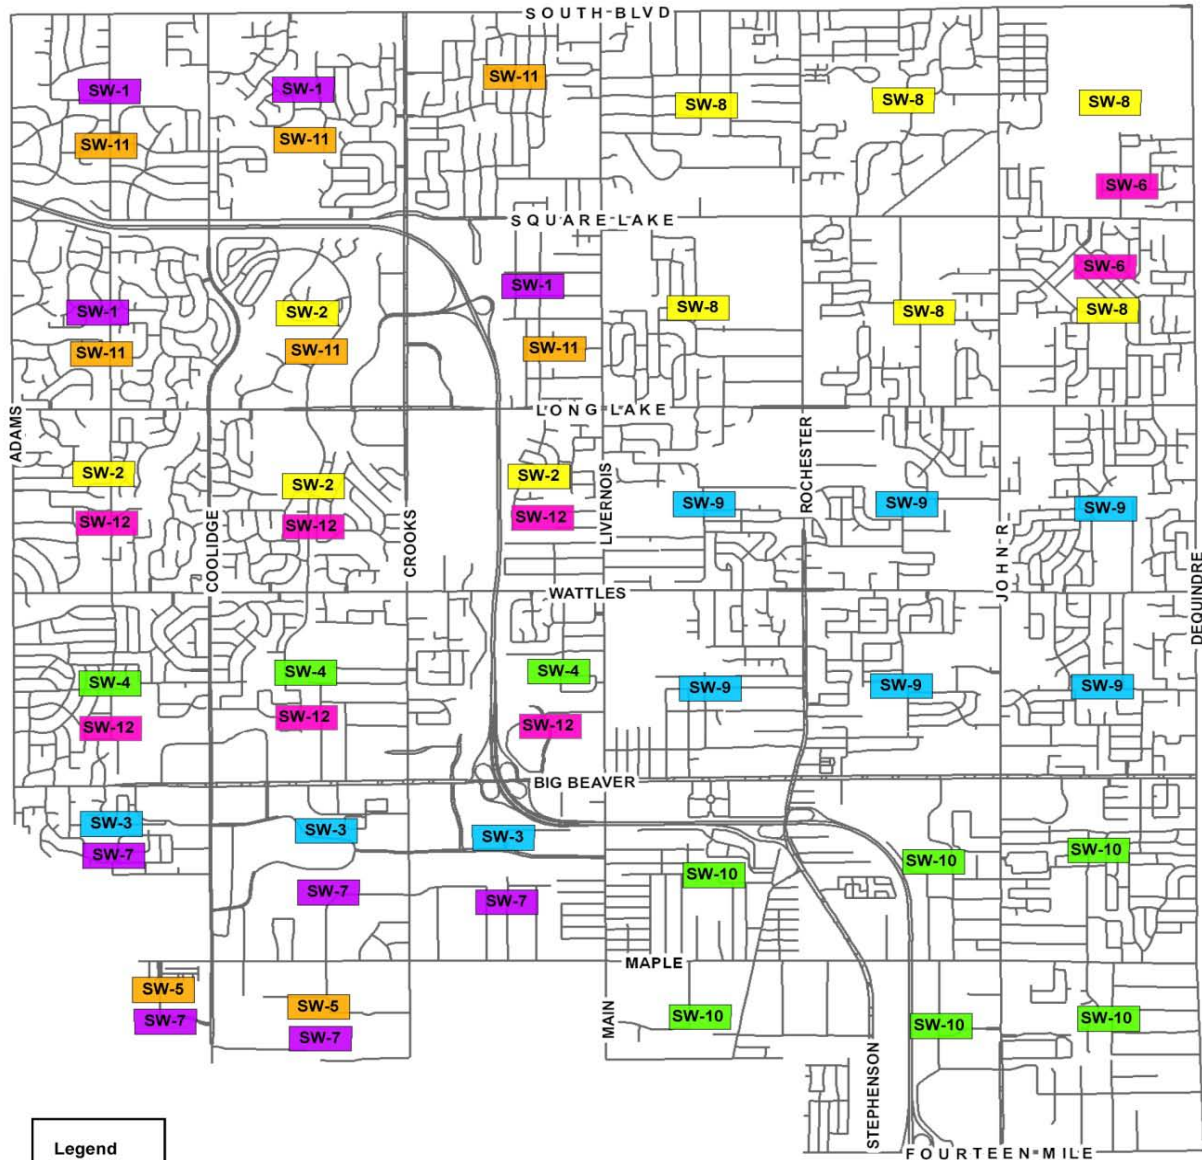 SOUTH BLVD
SW-1
SW-1
SW-11
SW-8
SW-8
SW-8
SW-11
SW-11
SW-6
SQUARE LAKE
SW-1
SW-2
SW-1
SW-8
SW-8
SW-6
SW-8
SW-11
SW-11
SW-11
LONG LAKE
ADAMS
COOLIDGE
CROOKS
LIVERNOIS
ROCHESTER
JOHN R
DEQUINDRE
SW-2
SW-2
SW-2
SW-9
SW-9
SW-9
SW-12
SW-12
SW-12
WATTLES
SW-4
SW-4
SW-4
SW-9
SW-9
SW-9
SW-12
SW-12
SW-12
BIG BEAVER
SW-3
SW-3
SW-3
SW-7
SW-7
SW-7
SW-10
SW-10
SW-10
MAPLE
SW-5
SW-5
SW-7
SW-7
MAIN
SW-10
SW-10
SW-10
STEPHENSON
FOURTEEN MILE
Legend